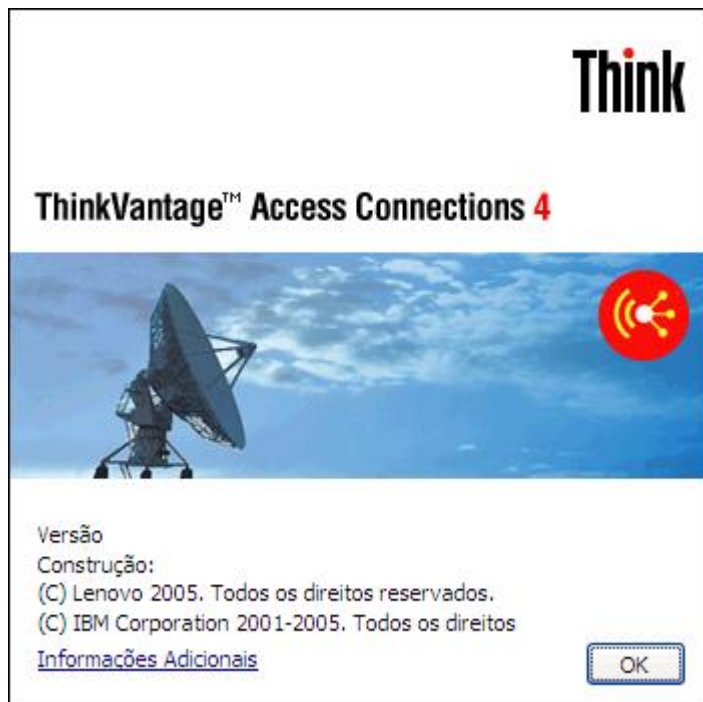 Think
ThinkVantage™ Access Connections 4
Versão
Construção:
(C) Lenovo 2005. Todos os direitos reservados.
(C) IBM Corporation 2001-2005. Todos os direitos
Informações Adicionais
OK